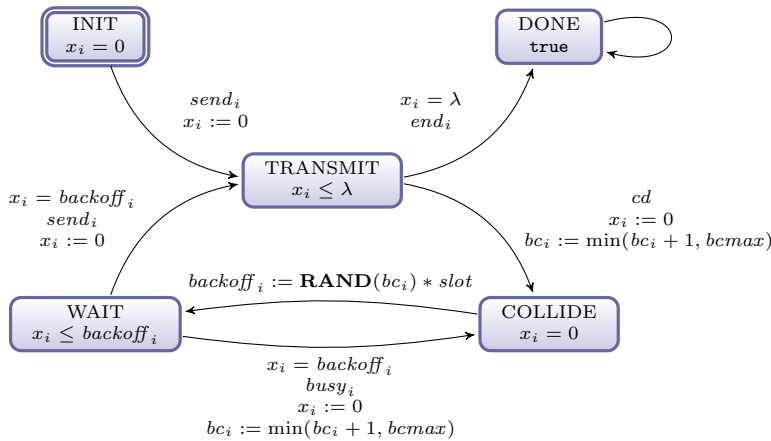 INIT
x_i = 0
DONE
true
send_i
x_i := 0
x_i = λ
end_i
TRANSMIT
x_i ≤ λ
x_i = backoff_i
send_i
x_i := 0
cd
x_i := 0
bc_i := min(bc_i + 1, bcmax)
backoff_i := RAND(bc_i) * slot
WAIT
x_i ≤ backoff_i
COLLIDE
x_i = 0
x_i = backoff_i
busy_i
x_i := 0
bc_i := min(bc_i + 1, bcmax)